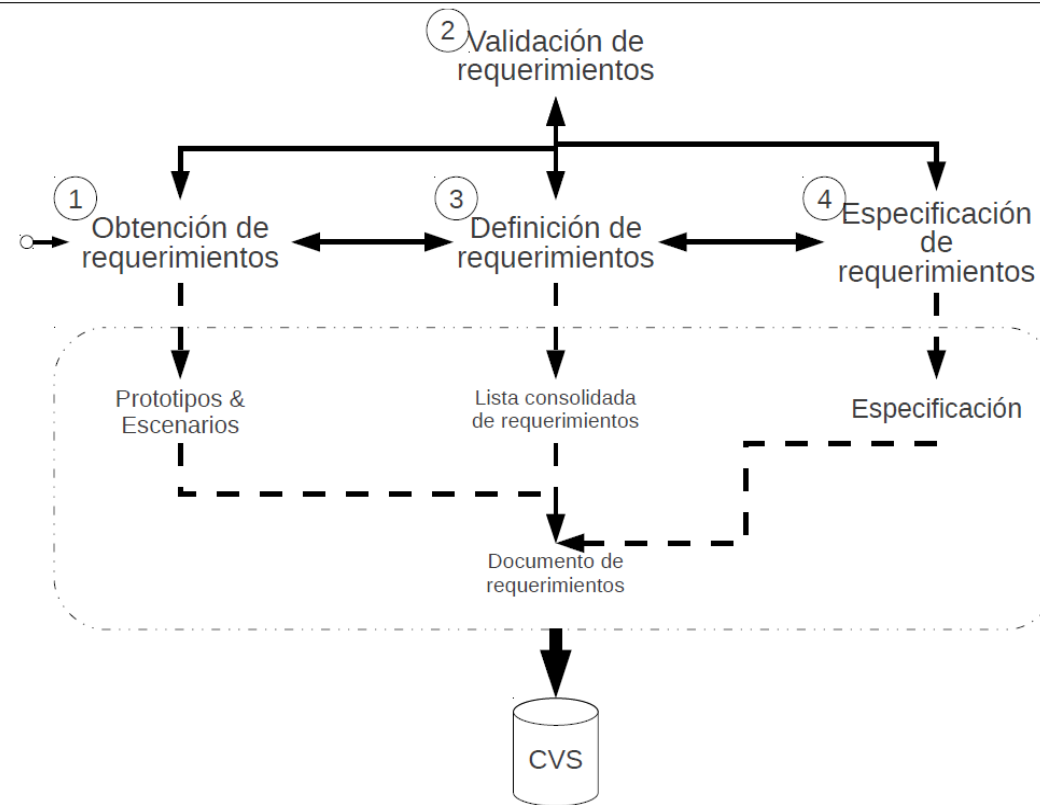 2
Validación de
requerimientos
1
Obtención de
requerimientos
3
Definición de
requerimientos
4
Especificación
de
requerimientos
Prototipos &
Escenarios
Lista consolidada
de requerimientos
Especificación
Documento de
requerimientos
CVS